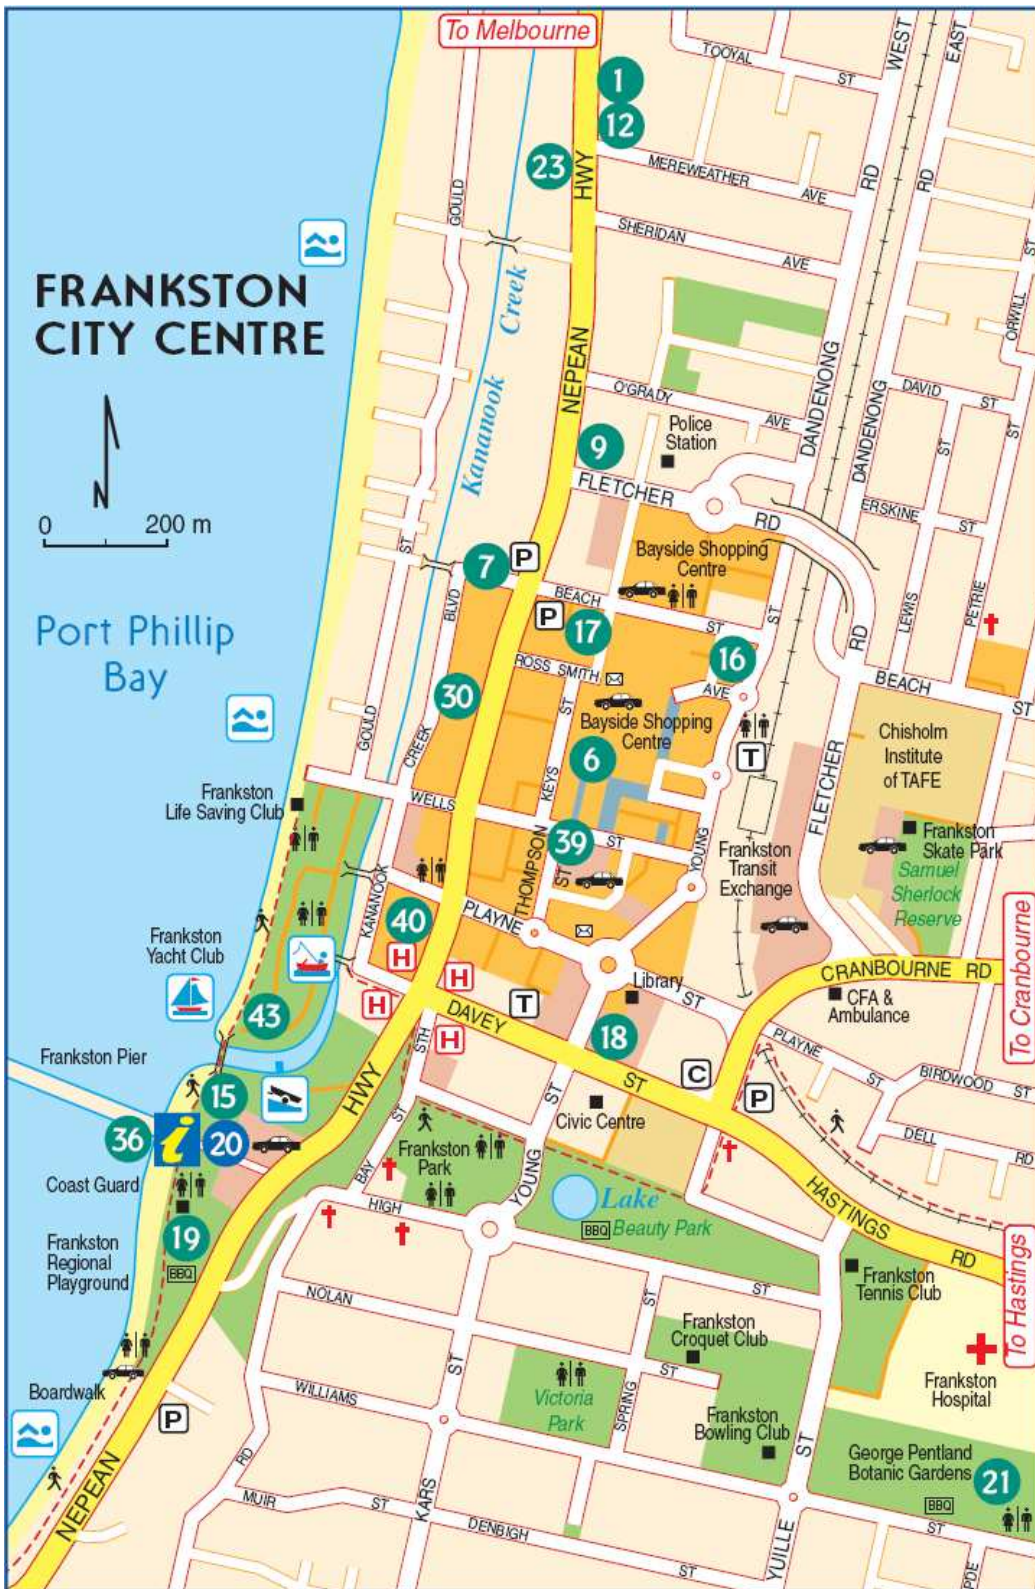 To Melbourne
TOOYAL
ST
WEST
EAST
1
12
23
HWY
MEREWEATHER
AVE
RD
RD
GOULD
SHERIDAN
AVE
ST
ORWILL
FRANKSTON
CITY CENTRE
Creek
Kananook
NEPEAN
DANDENONG
DANDENONG
O'GRADY
AVE
DAVID
ST
Police
Station
9
ST
N
0
200 m
FLETCHER
RD
ERSKINE
ST
ST
Bayside Shopping
Centre
7
P
BEACH
ST
ST
BLVD
P
17
LEWIS
PETRIE
Port Phillip
Bay
ROSS SMITH
AVE
16
RD
BEACH
ST
30
ST
Bayside Shopping
Centre
T
Chisholm
Institute
of TAFE
GOULD
CREEK
6
KEYS
FLETCHER
Frankston
Life Saving Club
WELLS
ST
39
THOMPSON
ST
YOUNG
Frankston
Transit
Exchange
Frankston
Skate Park
Samuel
Sherlock
Reserve
KANANOOK
40
PLAYNE
Frankston
Yacht Club
H
H
H
CRANBOURNE RD
To Cranbourne
43
DAVEY
T
Library
ST
CFA &
Ambulance
STH
H
18
ST
PLAYNE
ST
BIRDWOOD
ST
Frankston Pier
HWY
ST
C
P
15
Civic Centre
DELL
RD
36
i
20
ST
Frankston
Park
Coast Guard
BAY
YOUNG
Lake
HASTINGS
RD
HIGH
BBQ
Beauty Park
19
Frankston
Regional
Playground
BBQ
To Hastings
NOLAN
ST
ST
Frankston
Tennis Club
Frankston
Croquet Club
ST
ST
Frankston
Hospital
Boardwalk
WILLIAMS
Victoria
Park
SPRING
P
Frankston
Bowling Club
ST
George Pentland
Botanic Gardens
21
BBQ
NEPEAN
RD
MUIR
ST
KARS
DENBIGH
ST
YUILLE
ST
PDE